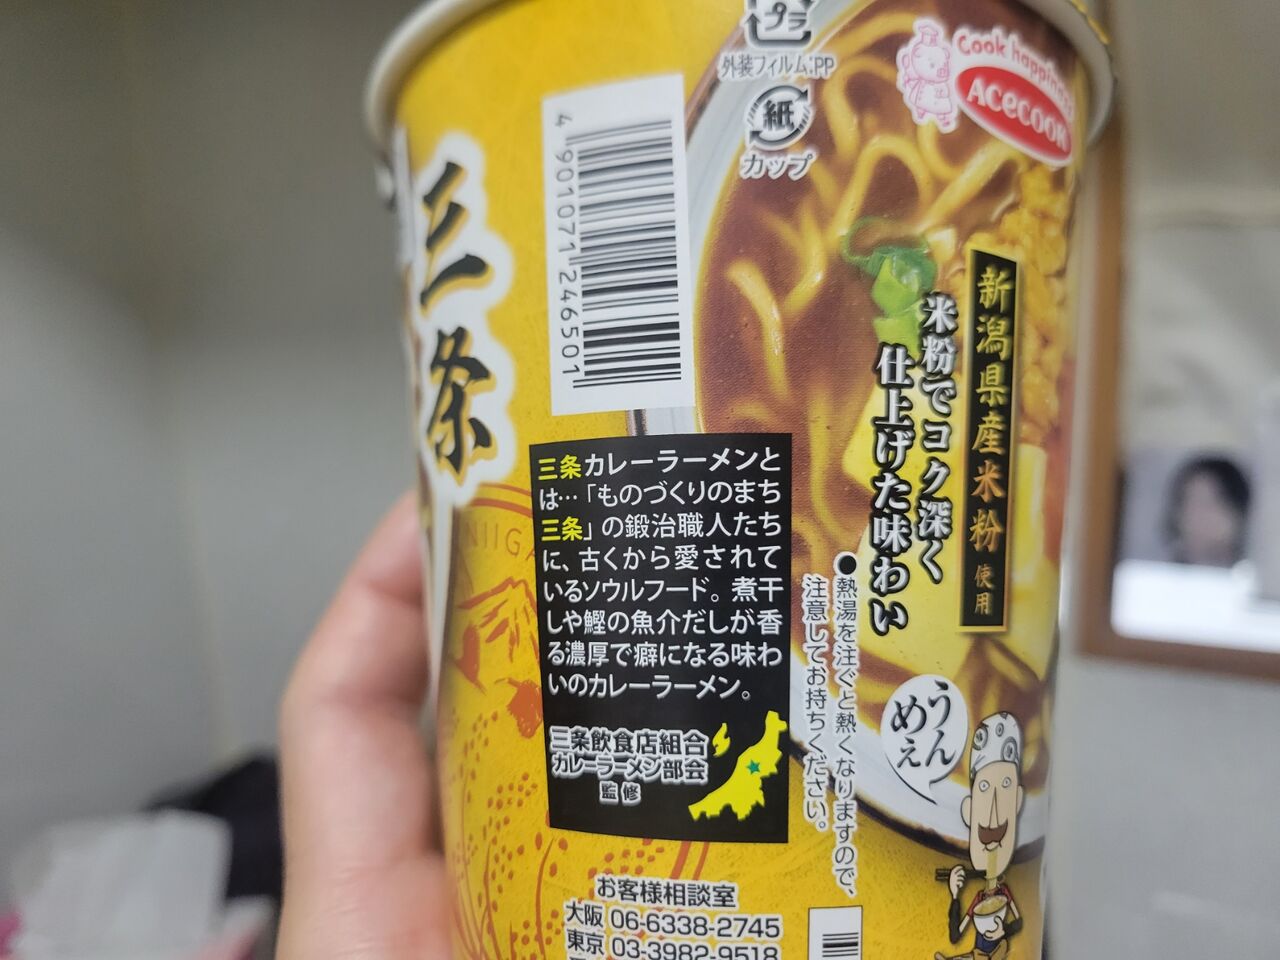 プラ
外装フィルム:PP
紙
カップ
Cook happiness
ACECOOK
4 901071 246501
三条
新潟県産米粉使用
米粉でコク深く
仕上げた味わい
三条カレーラーメンと
は…「ものづくりのまち
三条」の鍛治職人たち
に、古くから愛されて
いるソウルフード。煮干
しや鰹の魚介だしが香
る濃厚で癖になる味わ
いのカレーラーメン。
三条飲食店組合
カレーラーメン部会
監修
●熱湯を注ぐと熱くなりますので、
注意してお持ちください。
うん
めぇ
お客様相談室
大阪 06-6338-2745
東京 03-3982-9518